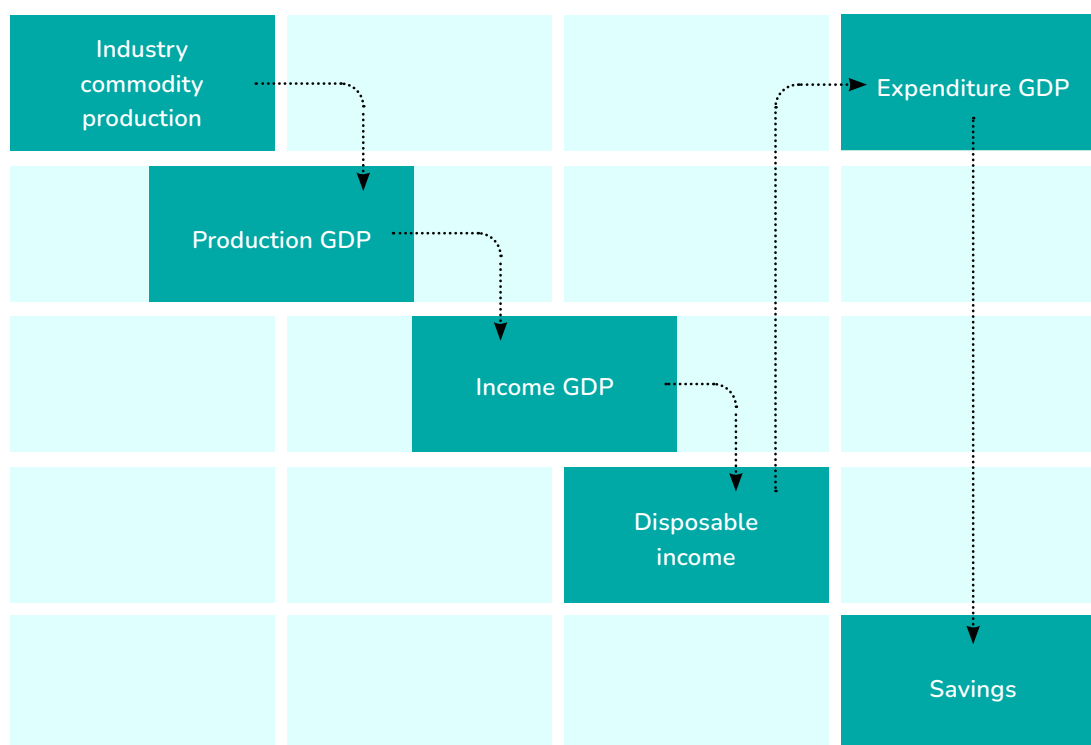 Industry
commodity
production
Expenditure GDP
Production GDP
Income GDP
Disposable
income
Savings